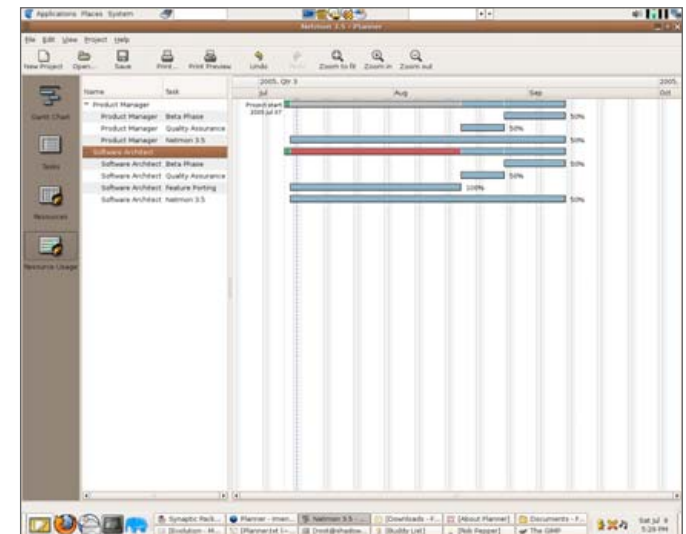 Applications Places System
Netmon 3.5 - Planner
File Edit View Project Help
New Project Open... Save Print... Print Preview Undo Redo Zoom to fit Zoom in Zoom out
2005, Qtr 3 2005,
Name Task Jul Aug Sep Oct
Product Manager Project start
2005 Jul 07
Product Manager Beta Phase 50%
Product Manager Quality Assurance 50%
Product Manager Netmon 3.5 50%
Software Architect
Software Architect Beta Phase 50%
Software Architect Quality Assurance 50%
Software Architect Feature Porting 100%
Software Architect Netmon 3.5 50%
Gantt Chart
Tasks
Resources
Resource Usage
Synaptic Pack... Planner - Imen... Netmon 3.5 - ... [Downloads - F... [About Planner] Documents - F...
[Evolution - M... [Buddy List] [Rob Pepper] The GIMP
Sat Jul 9
5:29 PM